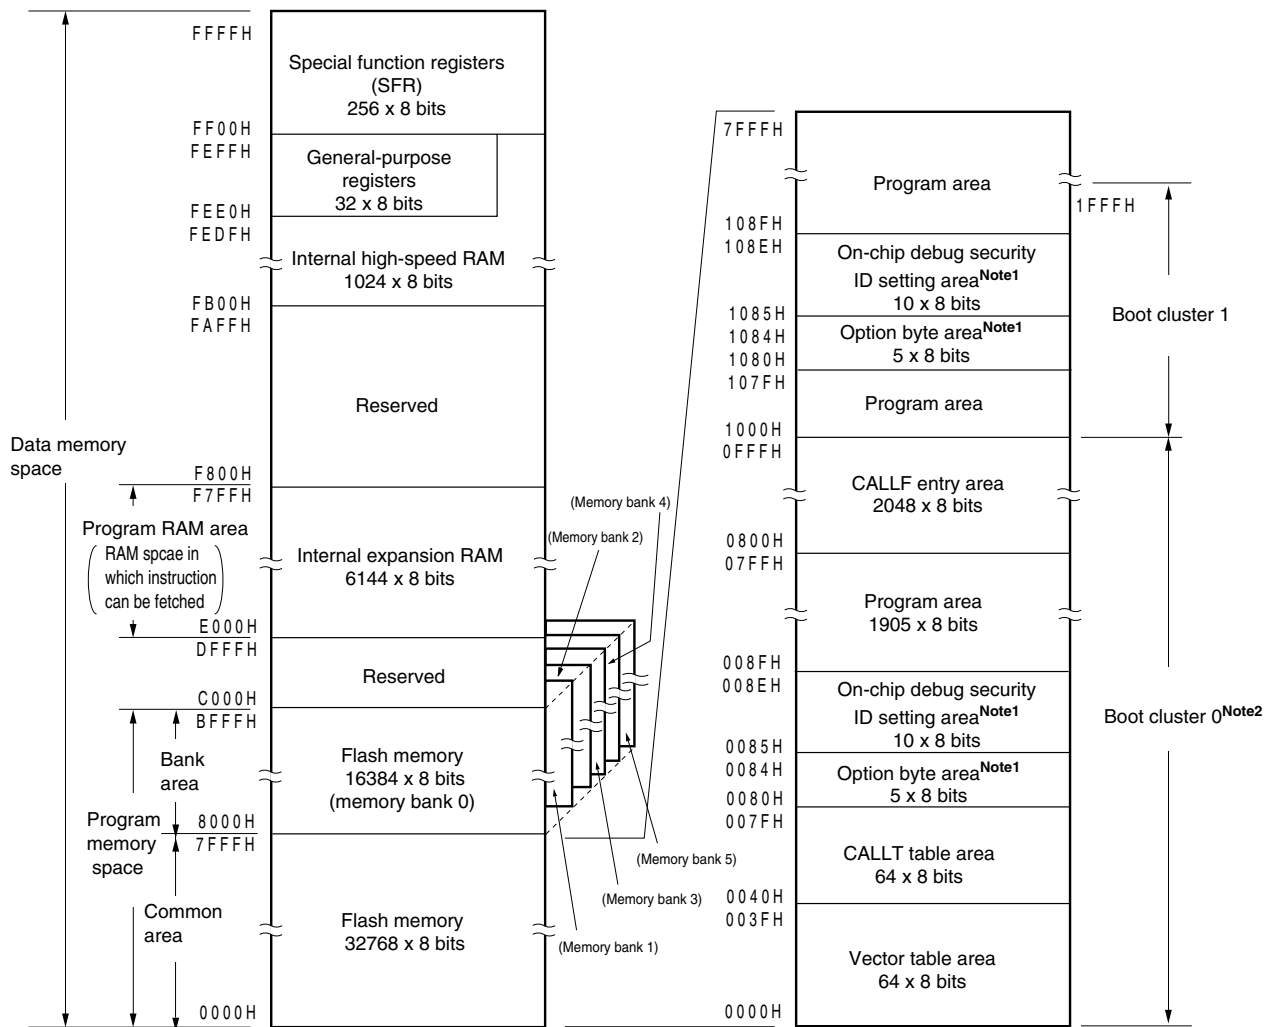 FFFFH
Special function registers
(SFR)
256 x 8 bits
FF00H
FEFFH
General-purpose
registers
32 x 8 bits
FEE0H
FEDFH
Internal high-speed RAM
1024 x 8 bits
FB00H
FAFFH
Reserved
Data memory
space
F800H
F7FFH
Program RAM area
RAM spcae in
which instruction
can be fetched
Internal expansion RAM
6144 x 8 bits
E000H
DFFFH
Reserved
C000H
BFFFH
Bank
area
Flash memory
16384 x 8 bits
(memory bank 0)
Program
memory
space
8000H
7FFFH
Common
area
Flash memory
32768 x 8 bits
0000H
(Memory bank 4)
(Memory bank 2)
(Memory bank 5)
(Memory bank 3)
(Memory bank 1)
7FFFH
Program area
1FFFH
108FH
108EH
On-chip debug security
ID setting areaNote1
10 x 8 bits
Boot cluster 1
1085H
1084H
Option byte areaNote1
5 x 8 bits
1080H
107FH
Program area
1000H
0FFFH
CALLF entry area
2048 x 8 bits
0800H
07FFH
Program area
1905 x 8 bits
008FH
008EH
On-chip debug security
ID setting areaNote1
10 x 8 bits
Boot cluster 0Note2
0085H
0084H
Option byte areaNote1
5 x 8 bits
0080H
007FH
CALLT table area
64 x 8 bits
0040H
003FH
Vector table area
64 x 8 bits
0000H